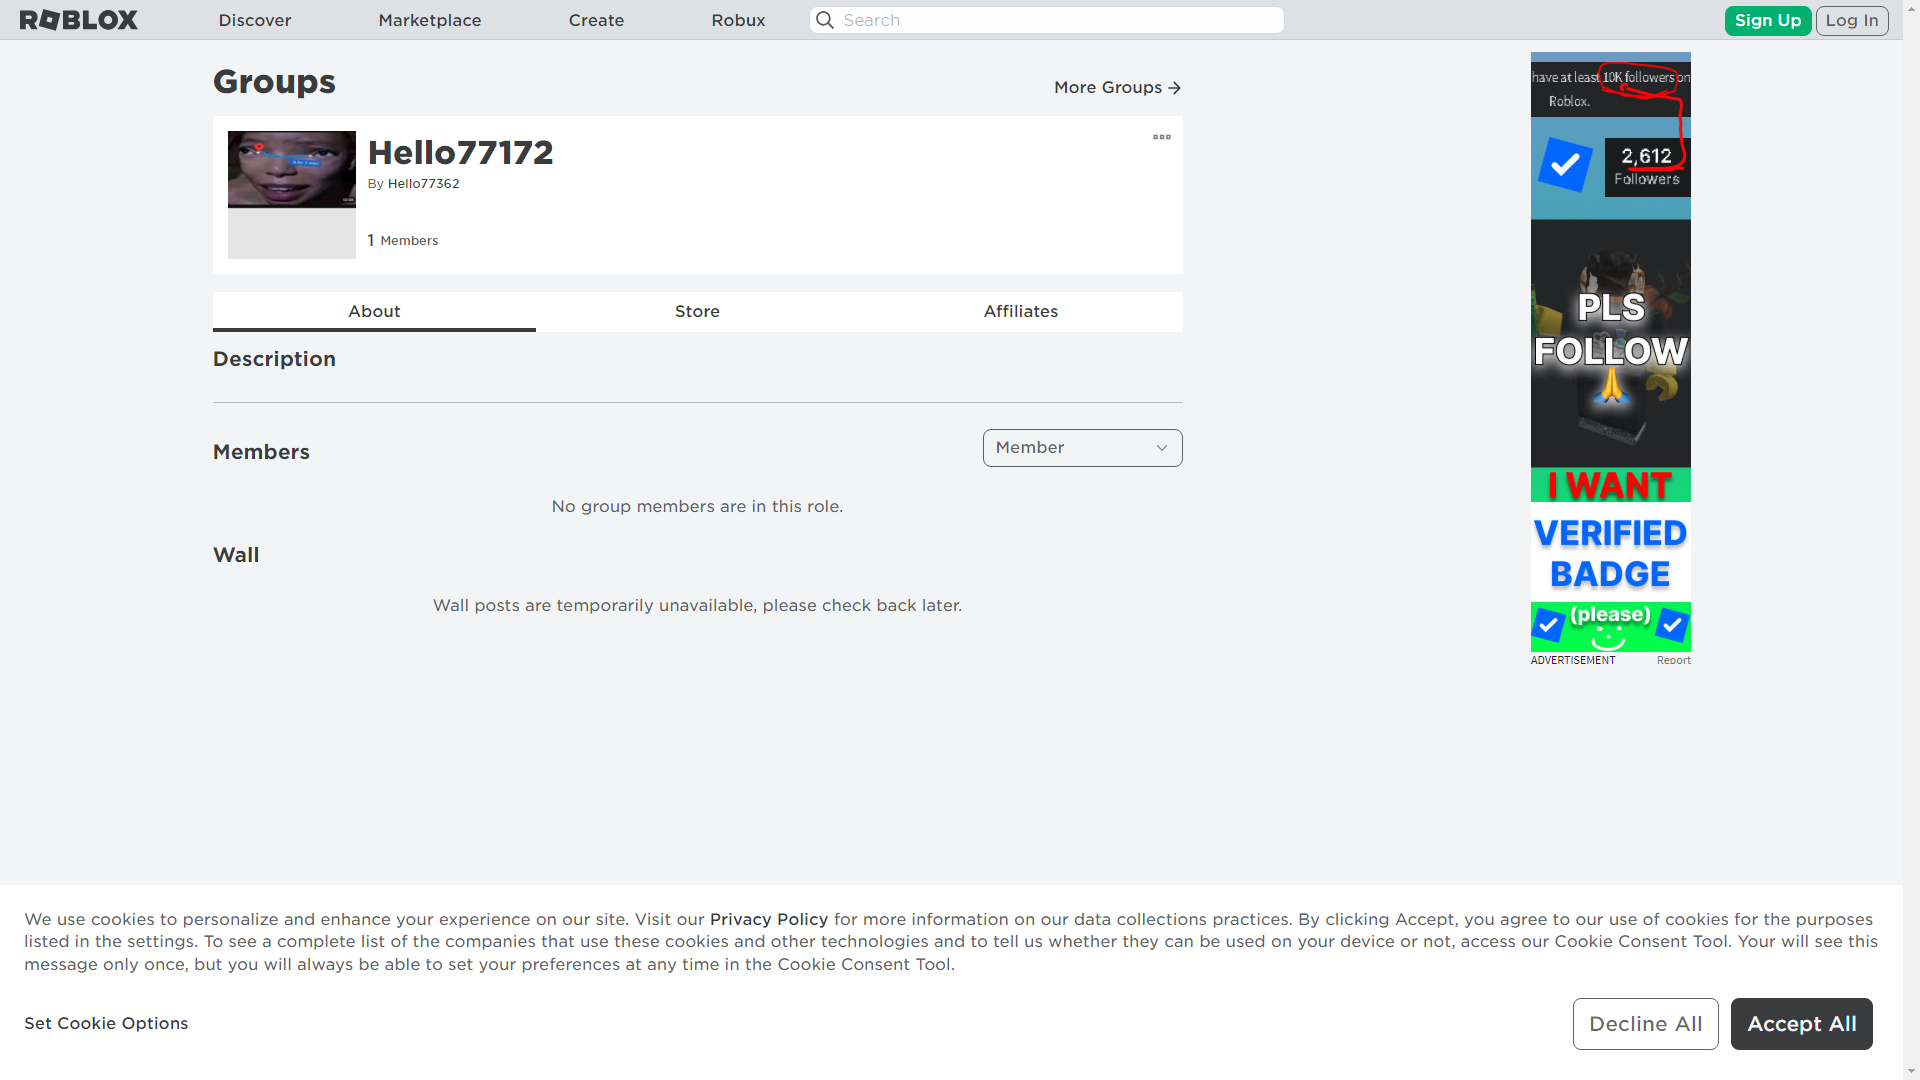 ROBLOX
Discover
Marketplace
Create
Robux
Search
Sign Up
Log In
Groups
More Groups
Hello77172
By Hello77362
1 Members
About
Store
Affiliates
Description
Members
Member
No group members are in this role.
Wall
Wall posts are temporarily unavailable, please check back later.
have at least 10K followers on
Roblox.
2,612
Followers
PLS
FOLLOW
I WANT
VERIFIED
BADGE
(please)
ADVERTISEMENT
Report
We use cookies to personalize and enhance your experience on our site. Visit our Privacy Policy for more information on our data collections practices. By clicking Accept, you agree to our use of cookies for the purposes
listed in the settings. To see a complete list of the companies that use these cookies and other technologies and to tell us whether they can be used on your device or not, access our Cookie Consent Tool. Your will see this
message only once, but you will always be able to set your preferences at any time in the Cookie Consent Tool.
Set Cookie Options
Decline All
Accept All